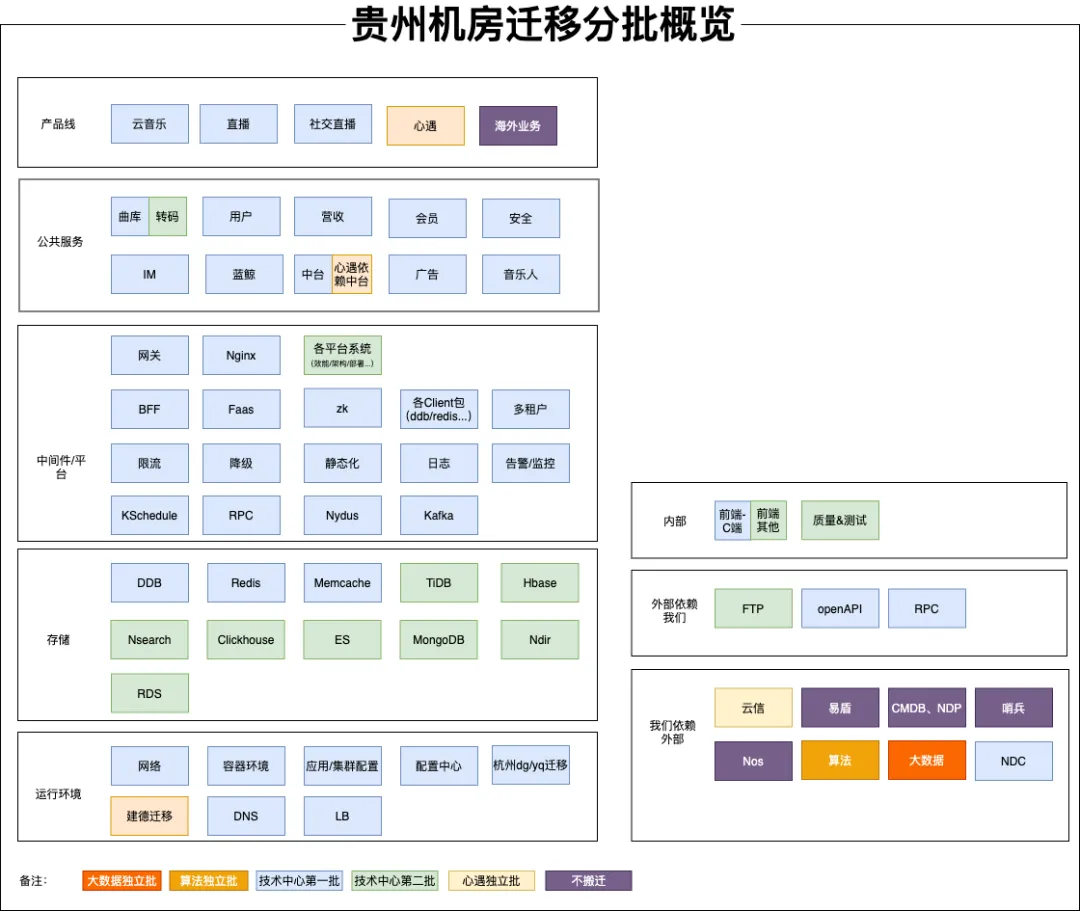 贵州机房迁移分批概览
产品线
云音乐
直播
社交直播
心遇
海外业务
公共服务
曲库
转码
用户
营收
会员
安全
IM
蓝鲸
中台
心遇依
赖中台
广告
音乐人
中间件/平
台
网关
Nginx
各平台系统
(效能/架构/部署...)
BFF
Faas
zk
各Client包
(ddb/redis...)
多租户
限流
降级
静态化
日志
告警/监控
KSchedule
RPC
Nydus
Kafka
存储
DDB
Redis
Memcache
TiDB
Hbase
Nsearch
Clickhouse
ES
MongoDB
Ndir
RDS
运行环境
网络
容器环境
应用/集群配置
配置中心
杭州dg/yq迁移
建德迁移
DNS
LB
内部
前端-
C端
前端
其他
质量&测试
外部依赖
我们
FTP
openAPI
RPC
我们依赖
外部
云信
易盾
CMDB、NDP
哨兵
Nos
算法
大数据
NDC
备注:
大数据独立批
算法独立批
技术中心第一批
技术中心第二批
心遇独立批
不搬迁